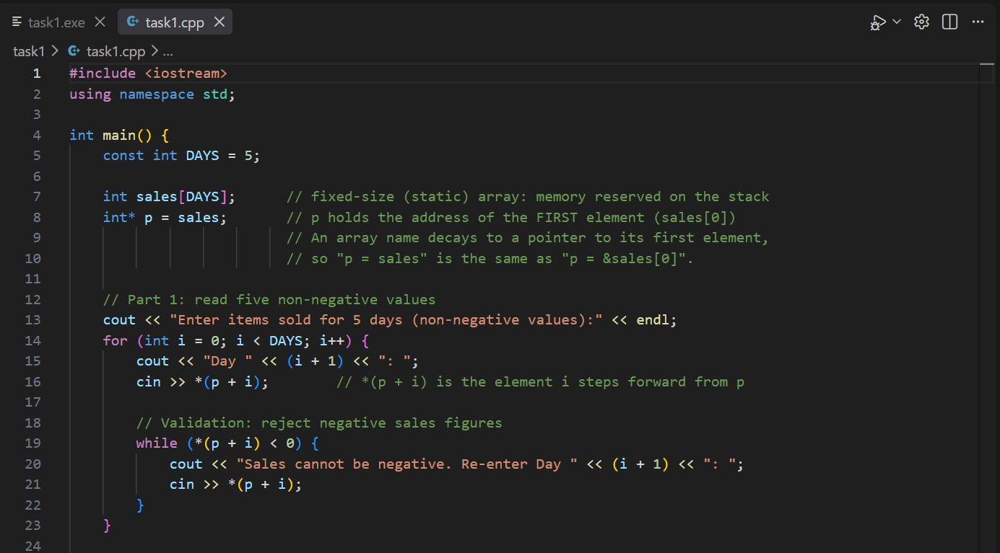 task1.exe
task1.cpp
task1 > task1.cpp > ...
1 #include <iostream>
2 using namespace std;
3
4 int main() {
5     const int DAYS = 5;
6
7     int sales[DAYS];      // fixed-size (static) array: memory reserved on the stack
8     int* p = sales;       // p holds the address of the FIRST element (sales[0])
9                           // An array name decays to a pointer to its first element,
10                          // so "p = sales" is the same as "p = &sales[0]".
11
12    // Part 1: read five non-negative values
13    cout << "Enter items sold for 5 days (non-negative values):" << endl;
14    for (int i = 0; i < DAYS; i++) {
15        cout << "Day " << (i + 1) << ": ";
16        cin >> *(p + i);        // *(p + i) is the element i steps forward from p
17
18        // Validation: reject negative sales figures
19        while (*(p + i) < 0) {
20            cout << "Sales cannot be negative. Re-enter Day " << (i + 1) << ": ";
21            cin >> *(p + i);
22        }
23    }
24